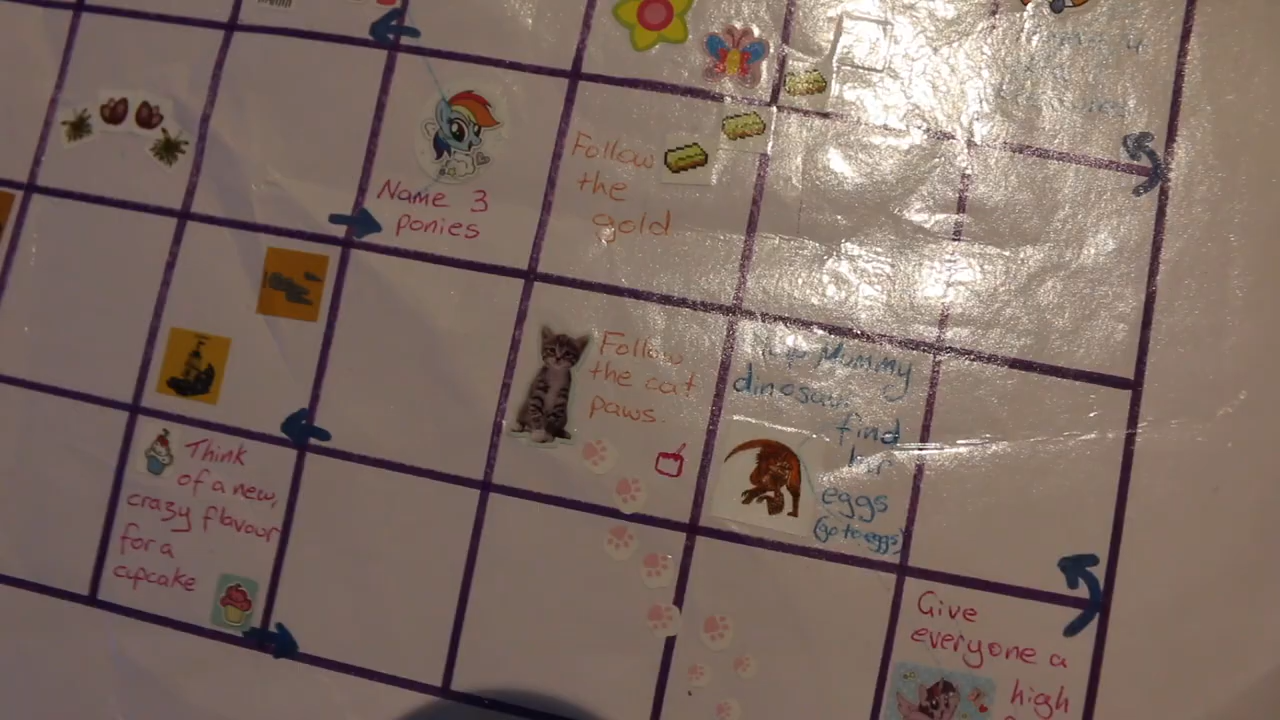 Name 3
ponies
Follow
the
gold
Follow
the cat
paws.
Mummy
dinosaur
find
her
eggs
(go to eggs)
Think
of a new,
crazy flavour
for a
cupcake
Give
everyone a
high